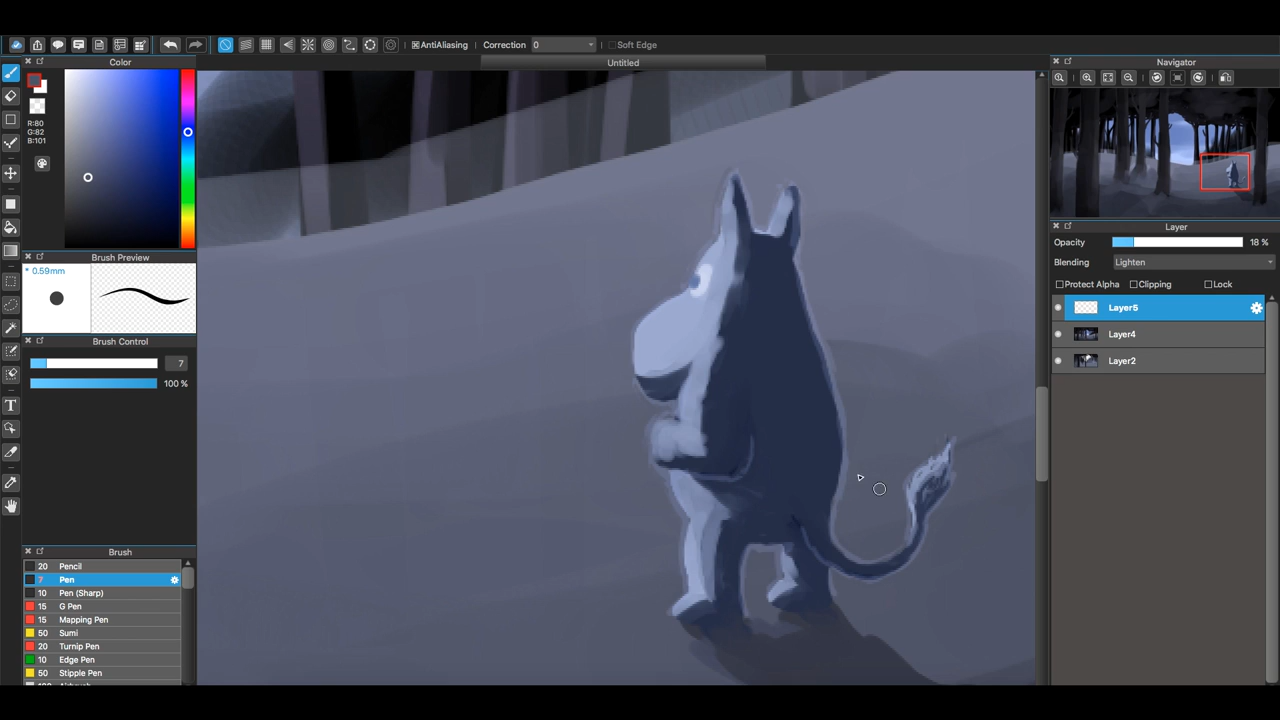 AntiAliasing Correction 0 Soft Edge
Color
Untitled
Navigator
R:80
G:82
B:101
Brush Preview
* 0.59mm
Brush Control
7
100 %
Brush
20 Pencil
7 Pen
10 Pen (Sharp)
15 G Pen
15 Mapping Pen
50 Sumi
20 Turnip Pen
10 Edge Pen
50 Stipple Pen
Layer
Opacity 18 %
Blending Lighten
Protect Alpha Clipping Lock
Layer5
Layer4
Layer2
T